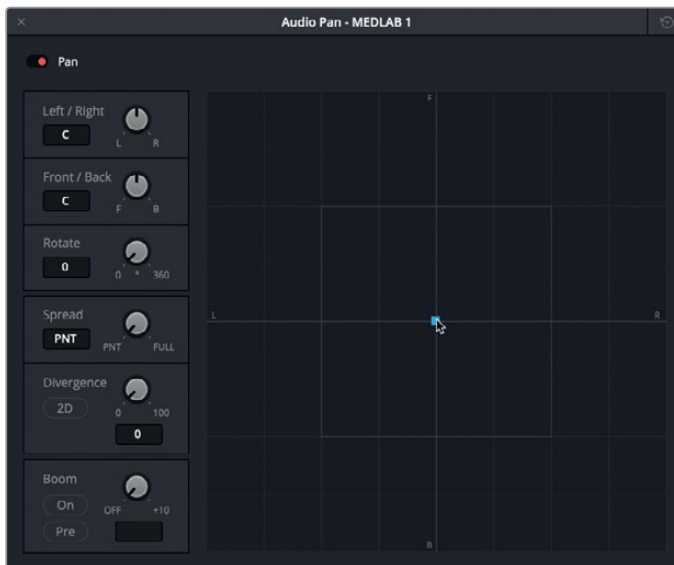 Audio Pan - MEDLAB 1
Pan
Left / Right
C
L R
Front / Back
C
F B
Rotate
0
0 ° 360
Spread
PNT
PNT FULL
Divergence
2D
0 100
0
Boom
On
OFF +10
Pre
F
L R
B